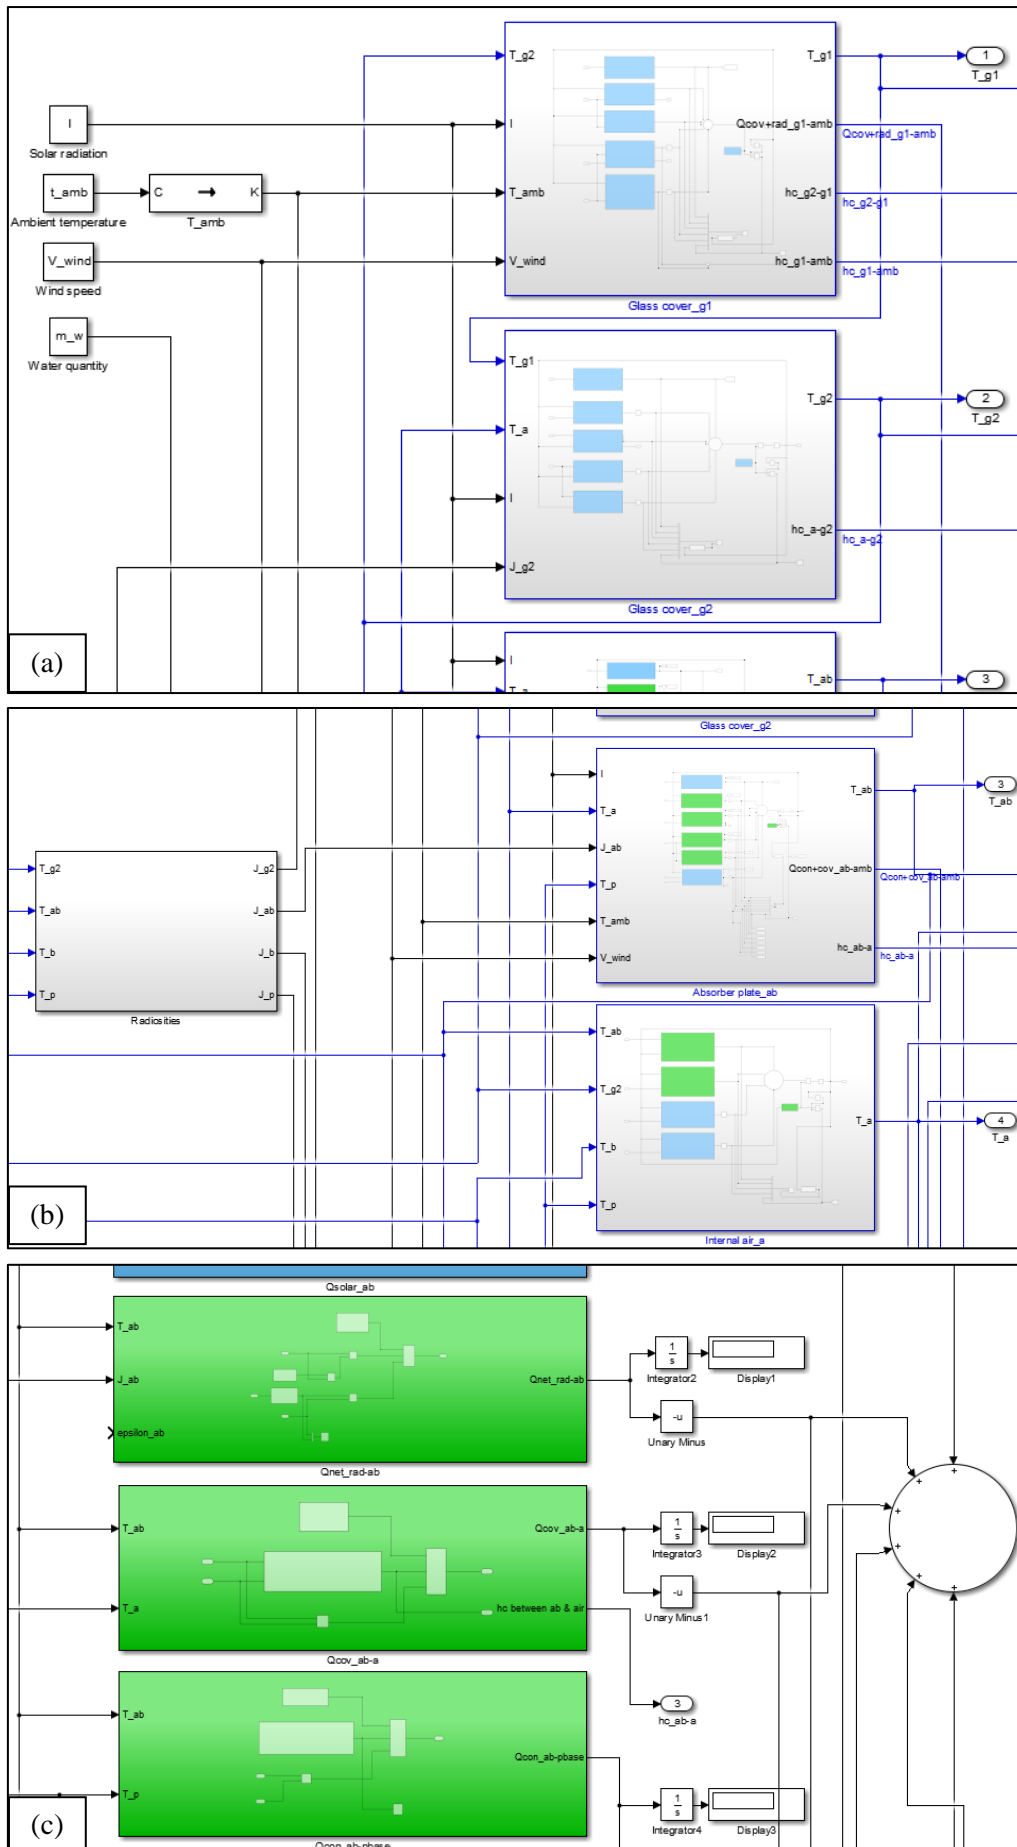 T_g2
T_g1
1
T_g1
I
I
Qcov+rad_g1-amb
Qcov+rad_g1-amb
Solar radiation
t_amb
C → K
T_amb
hc_g2-g1
hc_g2-g1
Ambient temperature
T_amb
V_wind
V_wind
hc_g1-amb
hc_g1-amb
Wind speed
Glass cover_g1
m_w
Water quantity
T_g1
T_g2
2
T_g2
T_a
I
hc_a-g2
hc_a-g2
J_g2
Glass cover_g2
(a)
I
T_a
T_ab
3
Glass cover_g2
I
T_ab
3
T_ab
T_a
J_ab
T_g2
J_g2
Qcon+cov_ab-amb
Qcon+cov_ab-amb
T_p
T_ab
J_ab
T_amb
T_b
J_b
hc_ab-a
hc_ab-a
V_wind
T_p
J_p
Absorber plate_ab
Radiosities
T_ab
T_g2
T_a
4
T_a
T_b
(b)
T_p
Internal air_a
Qsolar_ab
T_ab
1
s
Integrator2
Display1
J_ab
Qnet_rad-ab
-u
Unary Minus
epsilon_ab
Qnet_rad-ab
+
+
+
+
+
+
T_ab
Qcov_ab-a
1
s
Integrator3
Display2
-u
Unary Minus1
T_a
hc between ab & air
Qcov_ab-a
3
hc_ab-a
T_ab
Qcon_ab-pbase
T_p
1
s
Integrator4
Display3
(c)
Qcon_ab-pbase